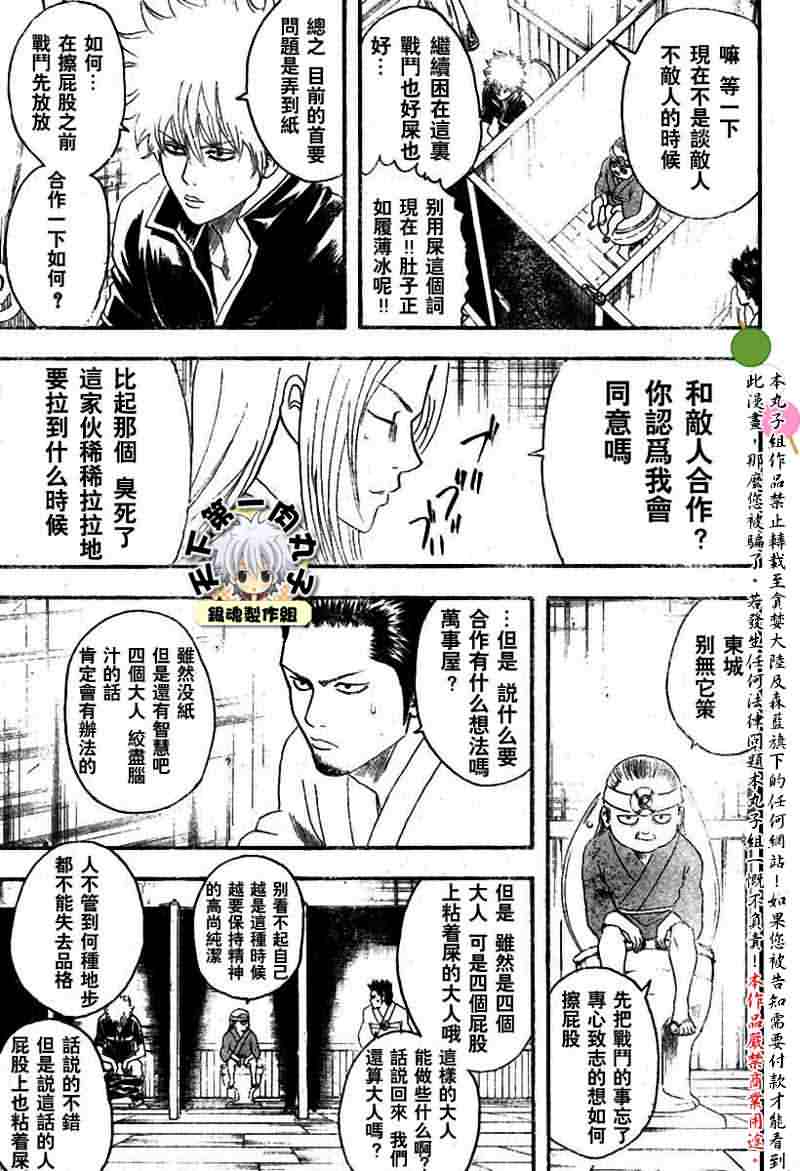 嘛 等一下
現在不是談敵人
不敵人的時候
繼續困在這裏
戰鬥也好屎也
好…
别用屎這個詞
現在!!肚子正
如履薄冰呢!!
總之 目前的首要
問題是弄到紙
如何…
在擦屁股之前
戰鬥先放放
合作一下如何？
和敵人合作？
你認爲我會
同意嗎
比起那個 臭死了
這家伙稀稀拉拉地
要拉到什么時候
天下第一肉丸子
銀魂製作組
東城
别無它策
…但是 説什么要
合作有什么想法嗎
萬事屋？
雖然没紙
但是還有智慧吧
四個大人 絞盡腦
汁的話
肯定會有辦法的
先把戰鬥的事忘了
專心致志的想如何
擦屁股
但是 雖然是四個
大人 可是四個屁股
上粘着屎的大人哦
這樣的大人
能做些什么啊?
話説回來 我們
還算大人嗎?
别看不起自己
越是這種時候
越要保持精神
的高尚純潔
人不管到何種地步
都不能失去品格
話説的不錯
但是説這話的人
屁股上也粘着屎
本丸子組作品禁止轉載至貪婪大陸及森藍旗下的任何網站！如果您被告知需要付款才能看到
此漫畫，那麼您被騙了。若發生任何法律問題本丸子組一慨不負責！本作品嚴禁商業用途。